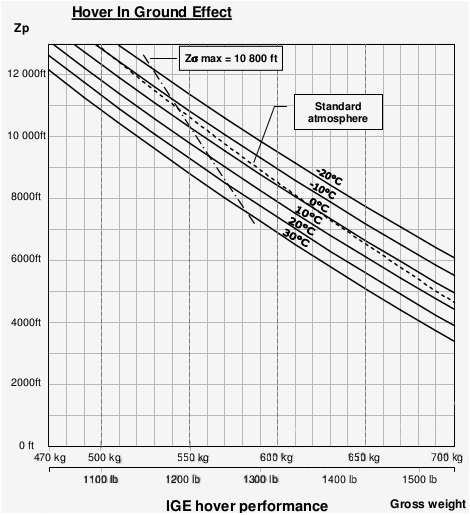 Hover In Ground Effect
Zp
Zσ max = 10 800 ft
12 000ft
Standard
atmosphere
10 000ft
-20°C
-10°C
8000ft
0°C
10°C
20°C
30°C
6000ft
4000ft
2000ft
0 ft
470 kg 500 kg 550 kg 600 kg 650 kg 700 kg
1100 lb 1200 lb 1300 lb 1400 lb 1500 lb
IGE hover performance Gross weight